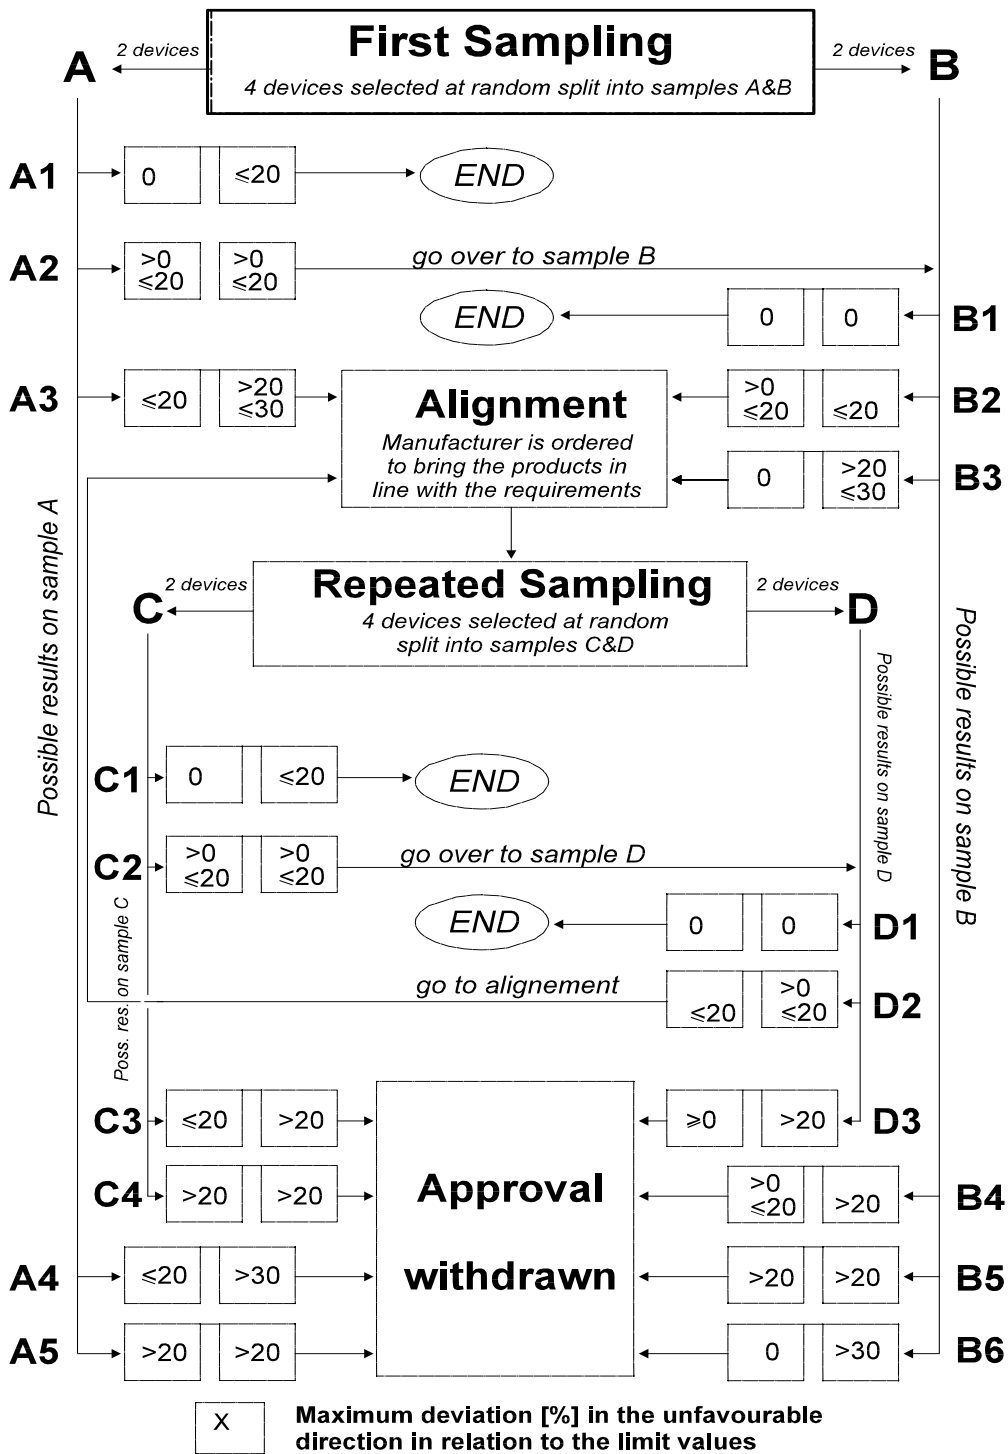 First Sampling
4 devices selected at random split into samples A&B
A
2 devices
2 devices
B
A1
0
≤20
END
A2
>0
≤20
>0
≤20
go over to sample B
END
0
0
B1
A3
≤20
>20
≤30
Alignment
Manufacturer is ordered
to bring the products in
line with the requirements
>0
≤20
≤20
B2
0
>20
≤30
B3
Possible results on sample A
Repeated Sampling
4 devices selected at random
split into samples C&D
C
2 devices
2 devices
D
Possible results on sample D
Possible results on sample B
C1
0
≤20
END
C2
>0
≤20
>0
≤20
go over to sample D
END
0
0
D1
Poss. res. on sample C
go to alignement
≤20
>0
≤20
D2
C3
≤20
>20
≥0
>20
D3
C4
>20
>20
Approval
withdrawn
>0
≤20
>20
B4
A4
≤20
>30
>20
>20
B5
A5
>20
>20
0
>30
B6
X
Maximum deviation [%] in the unfavourable
direction in relation to the limit values